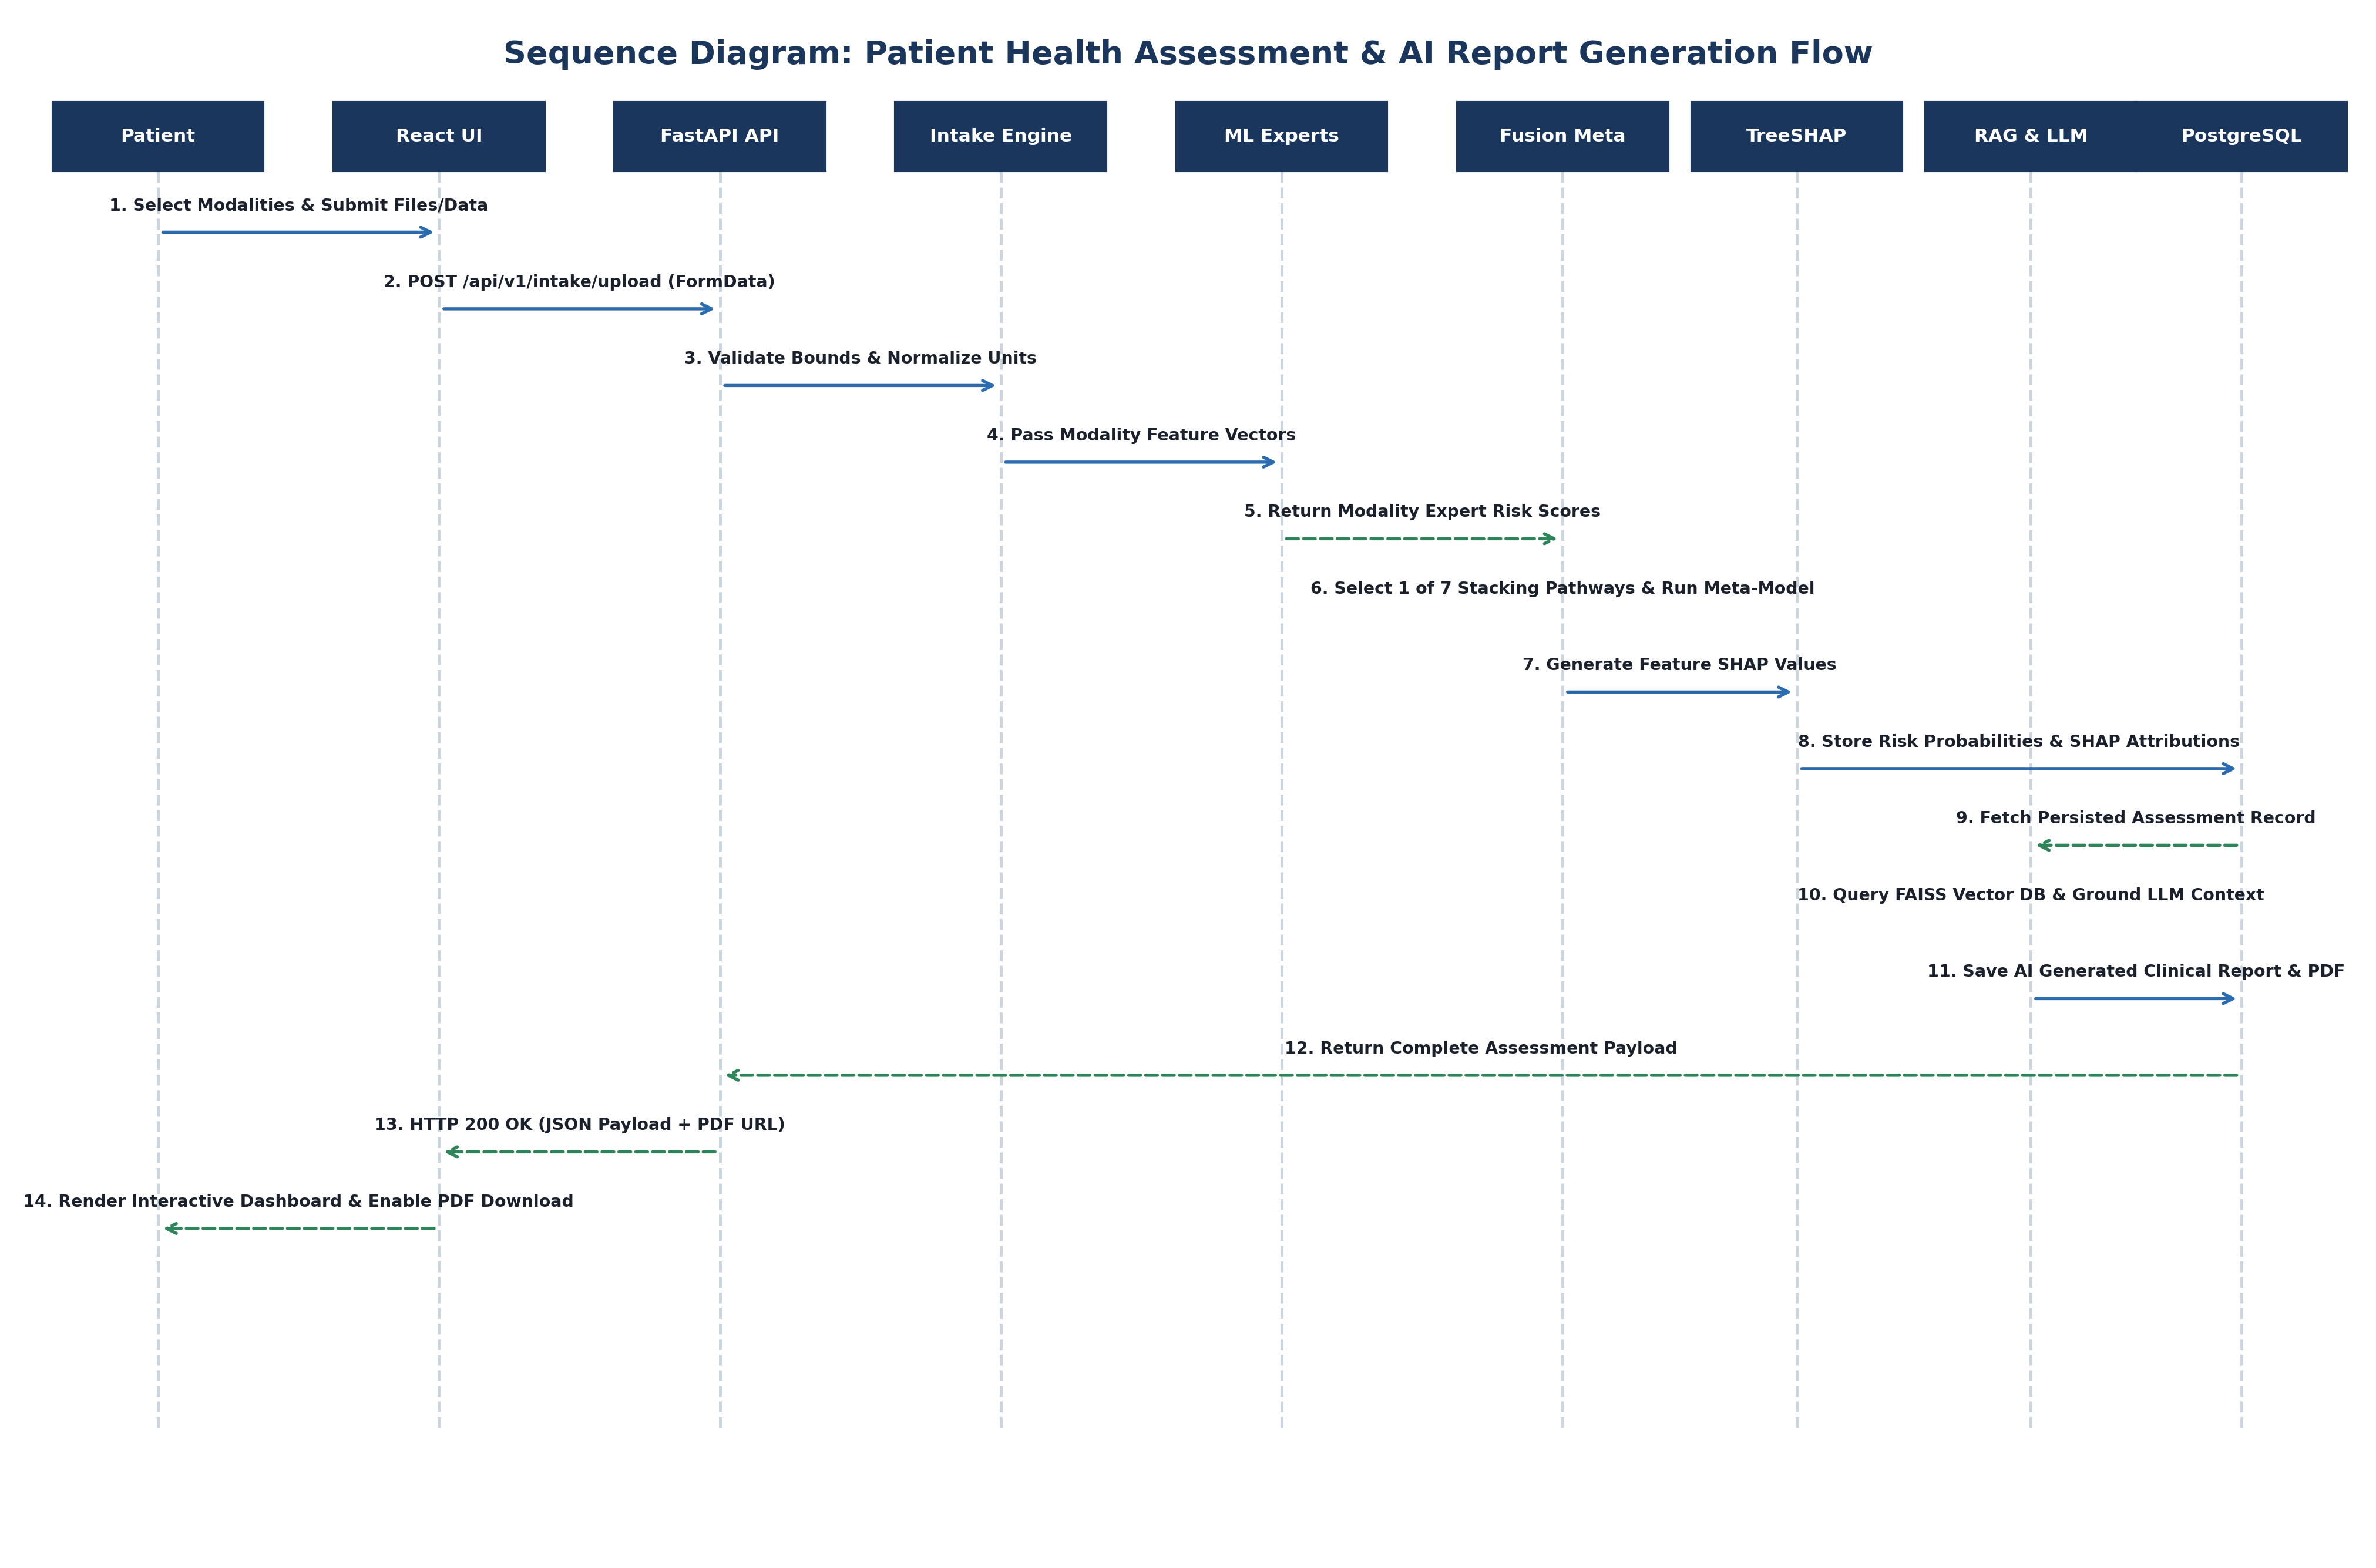 Sequence Diagram: Patient Health Assessment & AI Report Generation Flow
Patient
React UI
FastAPI API
Intake Engine
ML Experts
Fusion Meta
TreeSHAP
RAG & LLM
PostgreSQL
1. Select Modalities & Submit Files/Data
2. POST /api/v1/intake/upload (FormData)
3. Validate Bounds & Normalize Units
4. Pass Modality Feature Vectors
5. Return Modality Expert Risk Scores
6. Select 1 of 7 Stacking Pathways & Run Meta-Model
7. Generate Feature SHAP Values
8. Store Risk Probabilities & SHAP Attributions
9. Fetch Persisted Assessment Record
10. Query FAISS Vector DB & Ground LLM Context
11. Save AI Generated Clinical Report & PDF
12. Return Complete Assessment Payload
13. HTTP 200 OK (JSON Payload + PDF URL)
14. Render Interactive Dashboard & Enable PDF Download